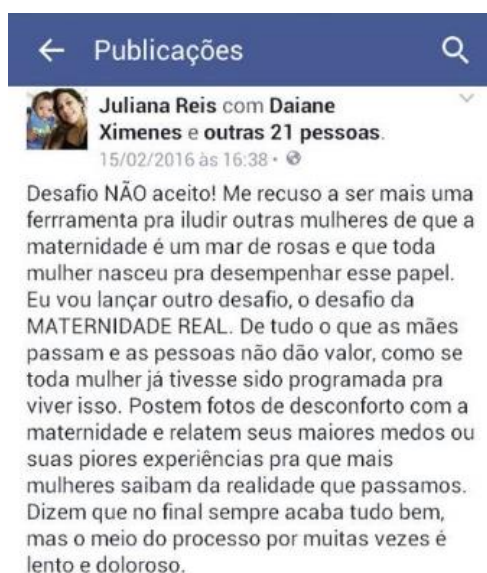 Publicações
Juliana Reis com Daiane
Ximenes e outras 21 pessoas.
15/02/2016 às 16:38 •
Desafio NÃO aceito! Me recuso a ser mais uma
ferrramenta pra iludir outras mulheres de que a
maternidade é um mar de rosas e que toda
mulher nasceu pra desempenhar esse papel.
Eu vou lançar outro desafio, o desafio da
MATERNIDADE REAL. De tudo o que as mães
passam e as pessoas não dão valor, como se
toda mulher já tivesse sido programada pra
viver isso. Postem fotos de desconforto com a
maternidade e relatem seus maiores medos ou
suas piores experiências pra que mais
mulheres saibam da realidade que passamos.
Dizem que no final sempre acaba tudo bem,
mas o meio do processo por muitas vezes é
lento e doloroso.